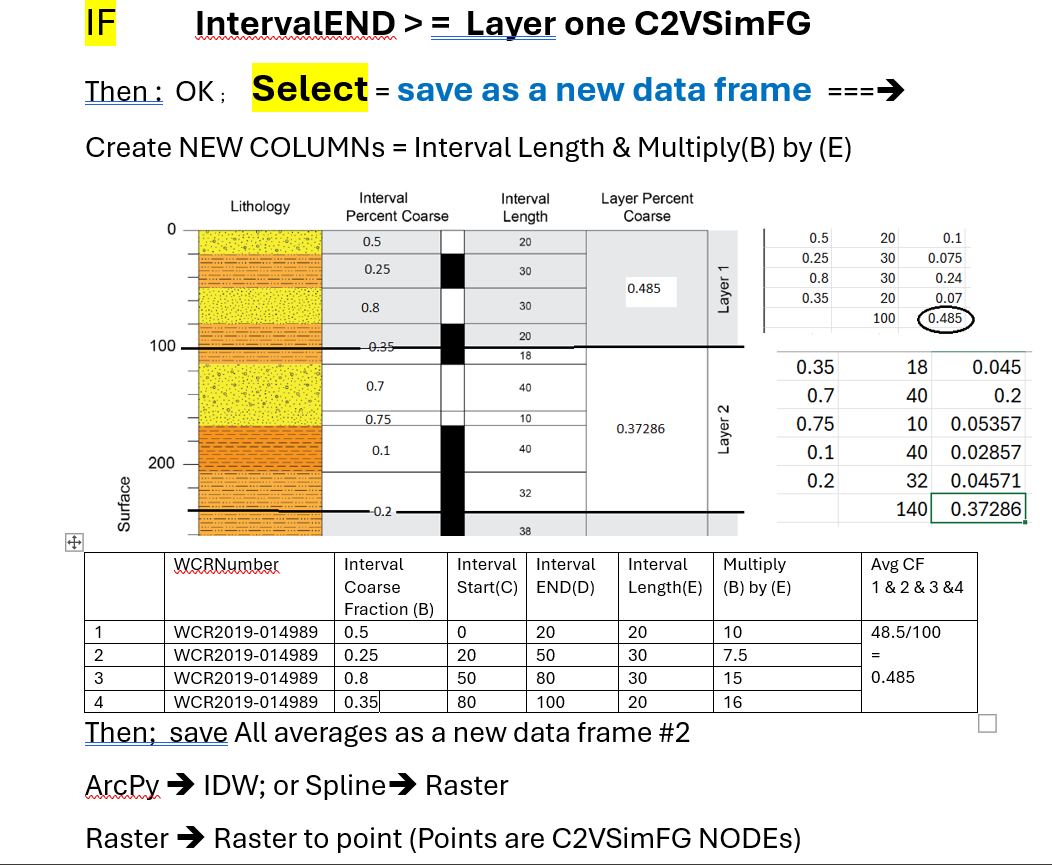 IF IntervalEND > = Layer one C2VSimFG
Then : OK ; Select = save as a new data frame ===➔
Create NEW COLUMNs = Interval Length & Multiply(B) by (E)
Lithology
Interval
Percent Coarse
Interval
Length
Layer Percent
Coarse
0
100
200
Surface
0.5 20
0.25 30
0.8 30
0.35 20
18
0.7 40
0.75 10
0.1 40
32
0.2
38
0.485
0.37286
Layer 1
Layer 2
0.5 20 0.1
0.25 30 0.075
0.8 30 0.24
0.35 20 0.07
100 0.485
0.35 18 0.045
0.7 40 0.2
0.75 10 0.05357
0.1 40 0.02857
0.2 32 0.04571
140 0.37286
WCRNumber Interval Interval Interval Interval Multiply Avg CF
Coarse Start(C) END(D) Length(E) (B) by (E) 1 & 2 & 3 &4
Fraction (B)
1 WCR2019-014989 0.5 0 20 20 10 48.5/100
2 WCR2019-014989 0.25 20 50 30 7.5 =
3 WCR2019-014989 0.8 50 80 30 15 0.485
4 WCR2019-014989 0.35 80 100 20 16
Then; save All averages as a new data frame #2
ArcPy ➔ IDW; or Spline➔ Raster
Raster ➔ Raster to point (Points are C2VSimFG NODEs)